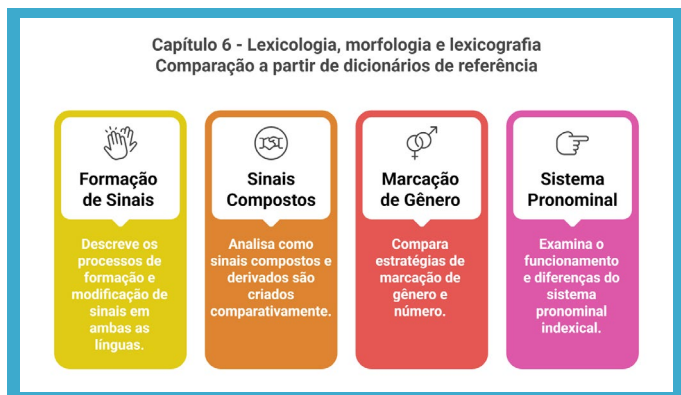 Capítulo 6 - Lexicologia, morfologia e lexicografia
Comparação a partir de dicionários de referência
Formação
de Sinais
Descreve os
processos de
formação e
modificação de
sinais em
ambas as
línguas.
Sinais
Compostos
Analisa como
sinais compostos e
derivados são
criados
comparativamente.
Marcação
de Gênero
Compara
estratégias de
marcação de
gênero e
número.
Sistema
Pronominal
Examina o
funcionamento
e diferenças do
sistema
pronominal
indexical.